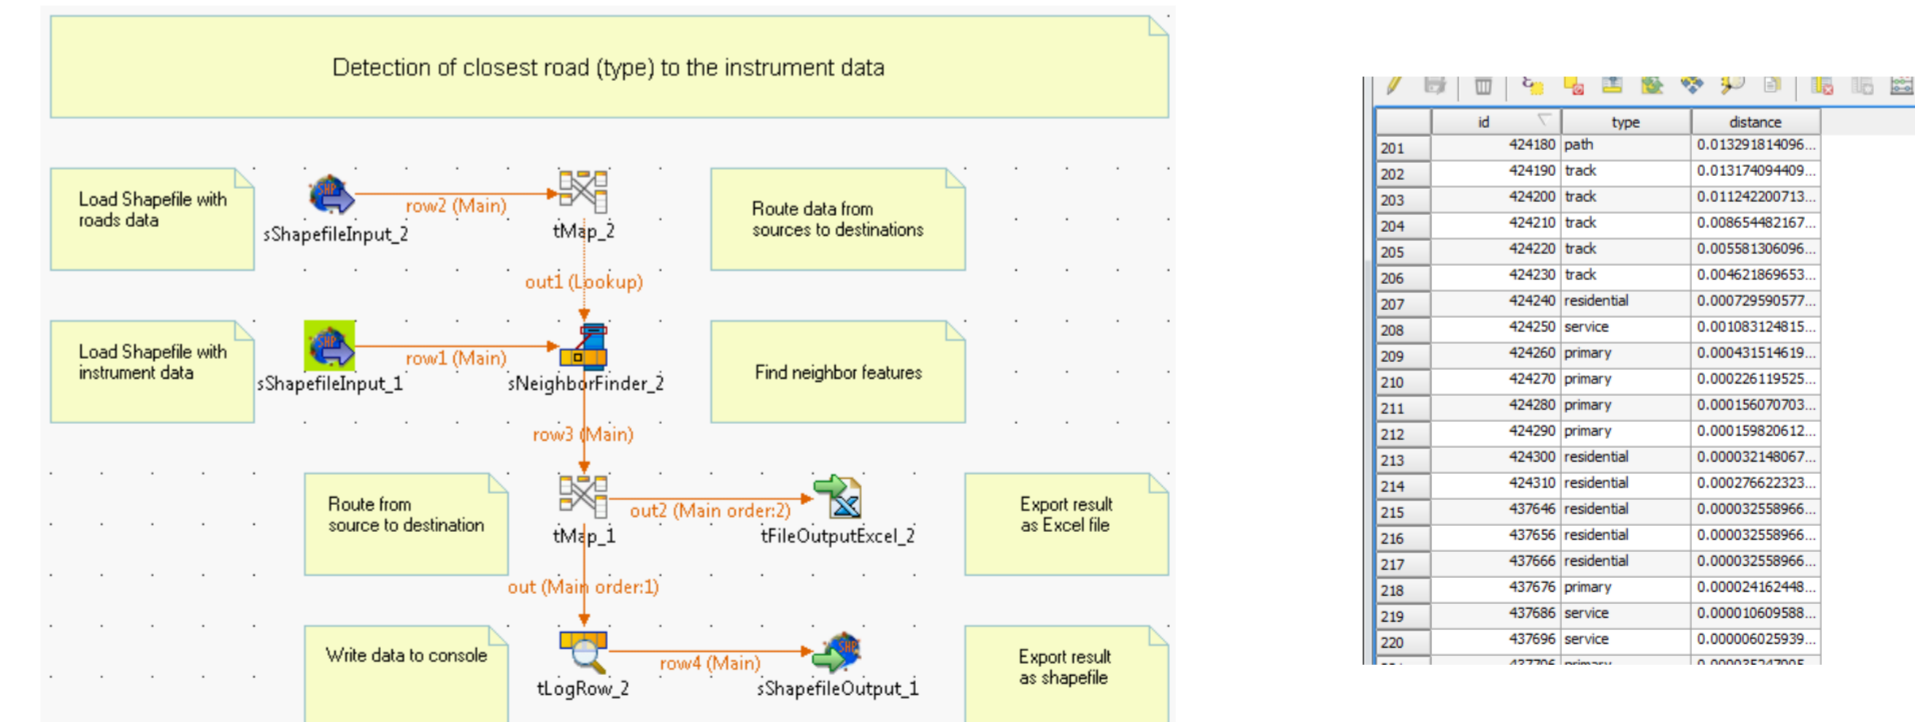 Detection of closest road (type) to the instrument data
Load Shapefile with
roads data
sShapefileInput_2
row2 (Main)
tMap_2
Route data from
sources to destinations
out1 (Lookup)
Load Shapefile with
instrument data
sShapefileInput_1
row1 (Main)
sNeighborFinder_2
Find neighbor features
row3 (Main)
Route from
source to destination
tMap_1
out2 (Main order:2)
tFileOutputExcel_2
Export result
as Excel file
out (Main order:1)
Write data to console
tLogRow_2
row4 (Main)
sShapefileOutput_1
Export result
as shapefile
id type distance
201 424180 path 0.013291814096...
202 424190 track 0.013174094409...
203 424200 track 0.011242200713...
204 424210 track 0.008654482167...
205 424220 track 0.005581306096...
206 424230 track 0.004621869653...
207 424240 residential 0.000729590577...
208 424250 service 0.001083124815...
209 424260 primary 0.000431514619...
210 424270 primary 0.000226119525...
211 424280 primary 0.000156070703...
212 424290 primary 0.000159820612...
213 424300 residential 0.000032148067...
214 424310 residential 0.000276622323...
215 437646 residential 0.000032558966...
216 437656 residential 0.000032558966...
217 437666 residential 0.000032558966...
218 437676 primary 0.000024162448...
219 437686 service 0.000010609588...
220 437696 service 0.000006025939...